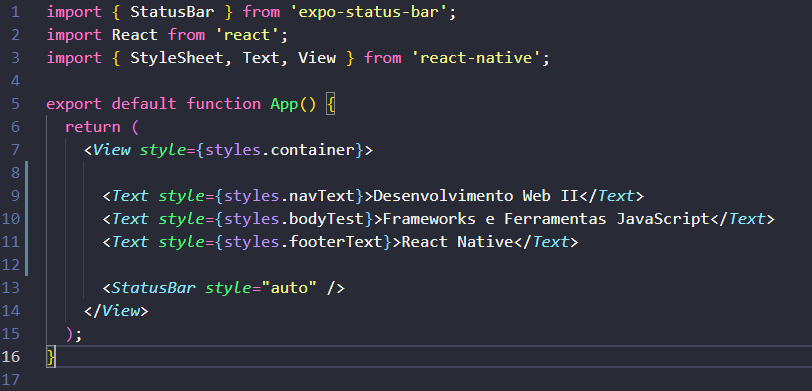 1 import { StatusBar } from 'expo-status-bar';
2 import React from 'react';
3 import { StyleSheet, Text, View } from 'react-native';
4
5 export default function App() {
6   return (
7     <View style={styles.container}>
8
9       <Text style={styles.navText}>Desenvolvimento Web II</Text>
10       <Text style={styles.bodyTest}>Frameworks e Ferramentas JavaScript</Text>
11       <Text style={styles.footerText}>React Native</Text>
12
13       <StatusBar style="auto" />
14     </View>
15   );
16 }
17